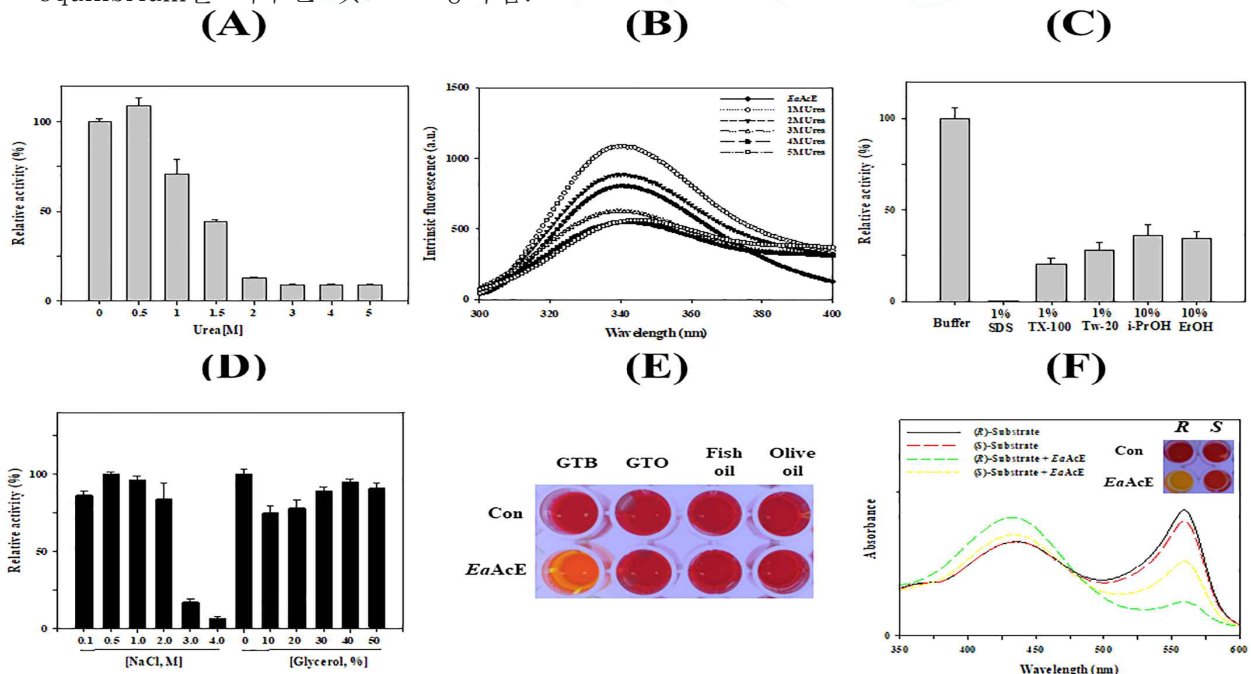 (A)
(B)
(C)
Relative activity (%)
100
50
0
0 0.5 1 1.5 2 3 4 5
Urea[M]
Intrinsic fluorescence (a.u.)
1500
1000
500
0
300 320 340 360 380 400
Wavelength (nm)
EaAcE
1M Urea
2M Urea
3M Urea
4M Urea
5M Urea
Relative activity (%)
100
50
0
Buffer
1% SDS
1% TX-100
1% Tw-20
10% i-PrOH
10% EtOH
(D)
(E)
(F)
Relative activity (%)
100
50
0
0.1 0.5 1.0 2.0 3.0 4.0 0 10 20 30 40 50
[NaCl, M] [Glycerol, %]
GTB GTO Fish oil Olive oil
Con
EaAcE
(R)-Substrate
(S)-Substrate
(R)-Substrate + EaAcE
(S)-Substrate + EaAcE
R S
Con
EaAcE
Absorbance
0
350 400 450 500 550 600
Wavelength (nm)